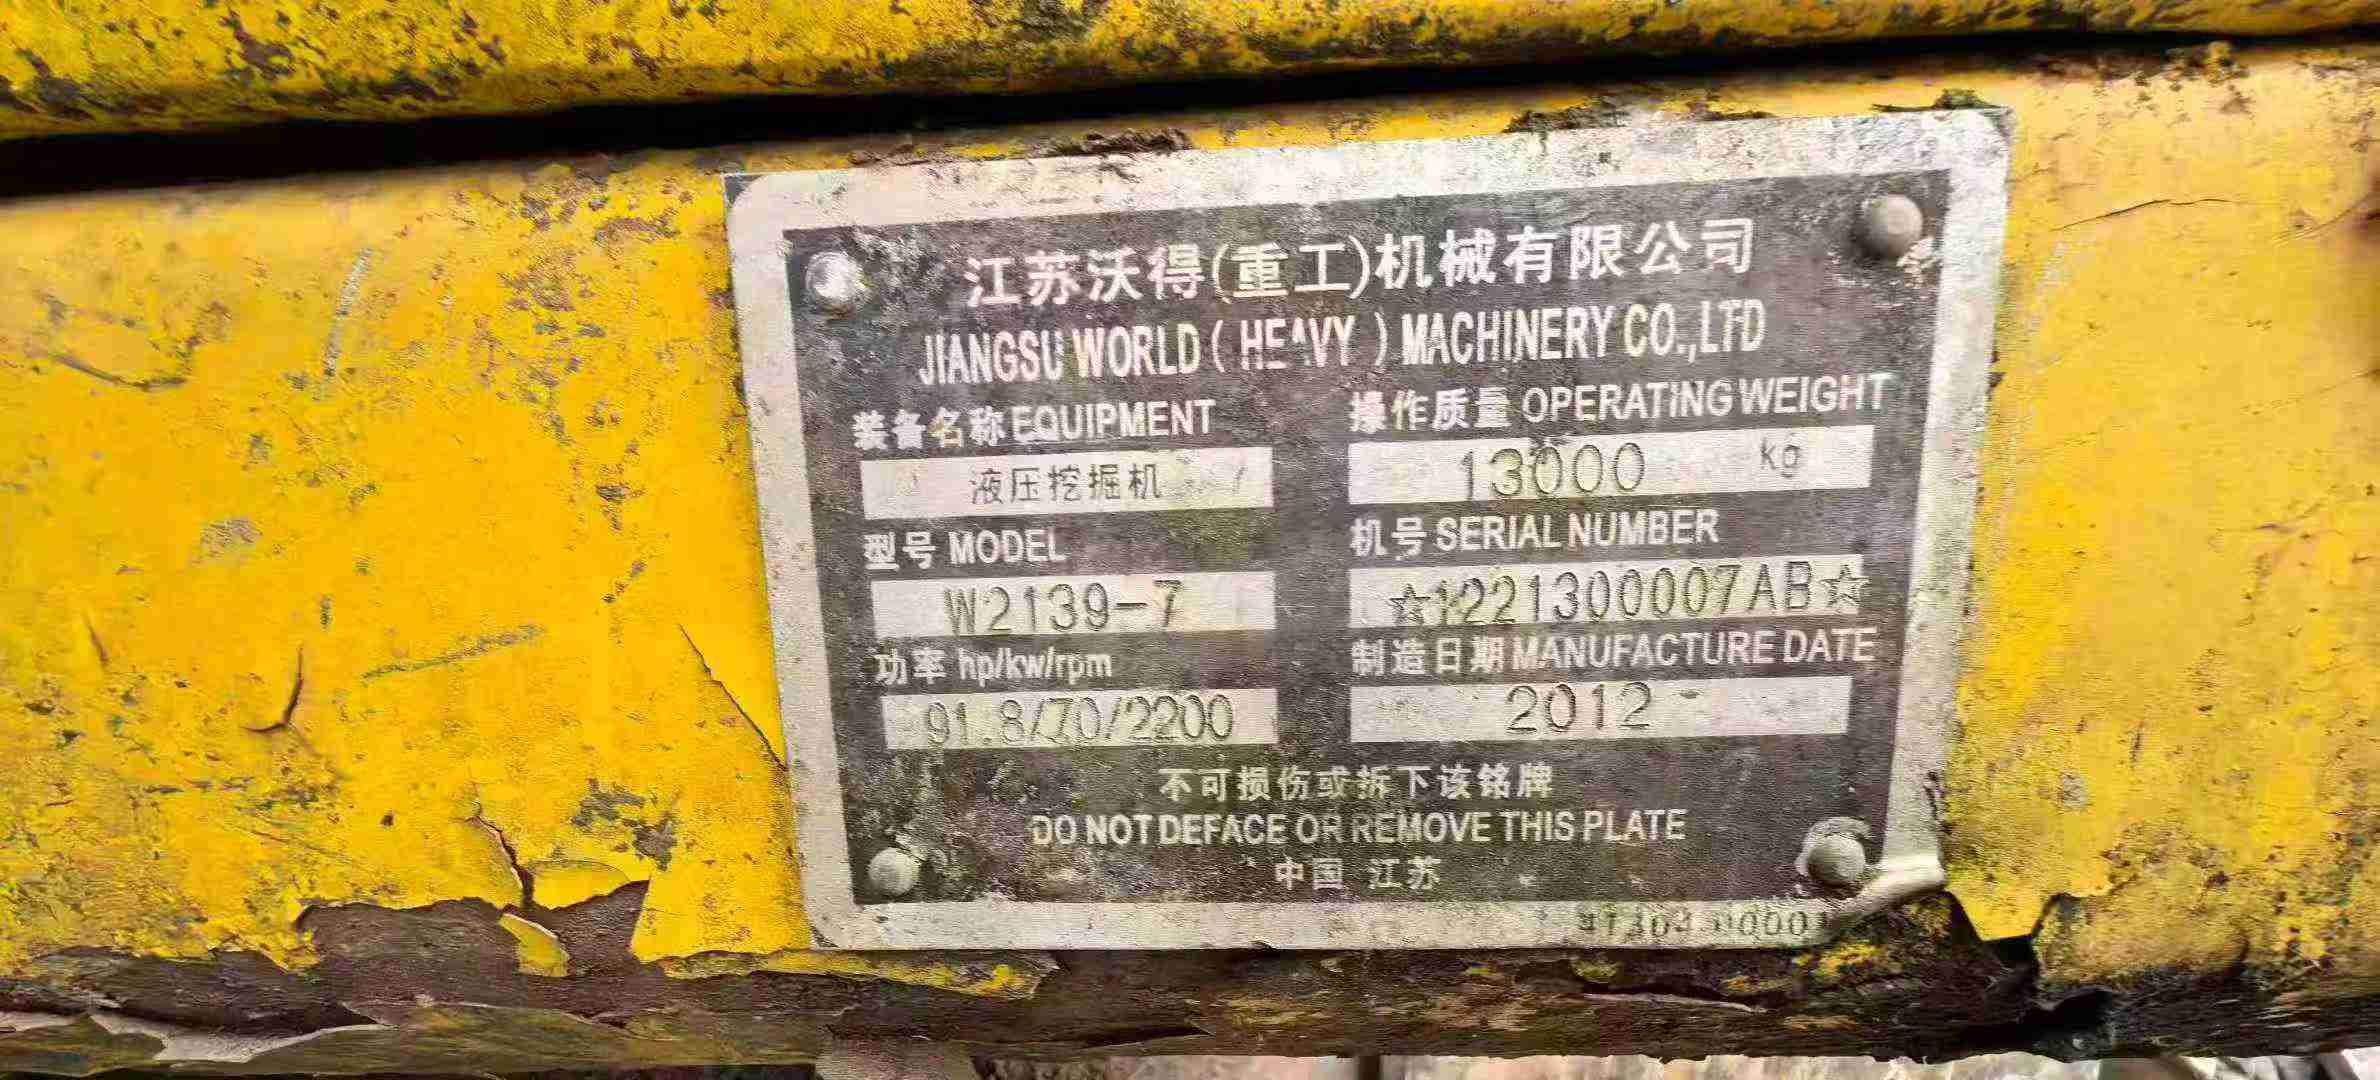 江苏沃得(重工)机械有限公司
JIANGSU WORLD (HEAVY) MACHINERY CO.,LTD
装备名称 EQUIPMENT
液压挖掘机
操作质量 OPERATING WEIGHT
13000 kg
型号 MODEL
W2139-7
机号 SERIAL NUMBER
☆1221300007AB☆
功率 hp/kw/rpm
91.8/70/2200
制造日期 MANUFACTURE DATE
2012
不可损伤或拆下该铭牌
DO NOT DEFACE OR REMOVE THIS PLATE
中国 江苏